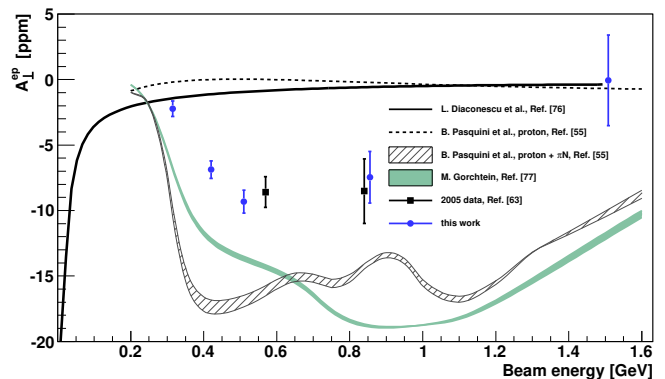 A⊥^ep [ppm]
5
0
-5
-10
-15
-20
L. Diaconescu et al., Ref. [76]
B. Pasquini et al., proton, Ref. [55]
B. Pasquini et al., proton + πN, Ref. [55]
M. Gorchtein, Ref. [77]
2005 data, Ref. [63]
this work
0.2 0.4 0.6 0.8 1 1.2 1.4 1.6
Beam energy [GeV]